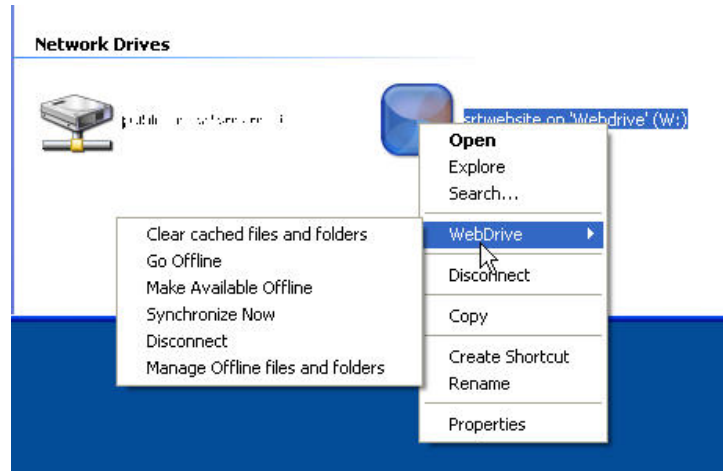 Network Drives
srtwebsite on 'Webdrive' (W:)
Open
Explore
Search...
WebDrive
Disconnect
Copy
Create Shortcut
Rename
Properties
Clear cached files and folders
Go Offline
Make Available Offline
Synchronize Now
Disconnect
Manage Offline files and folders